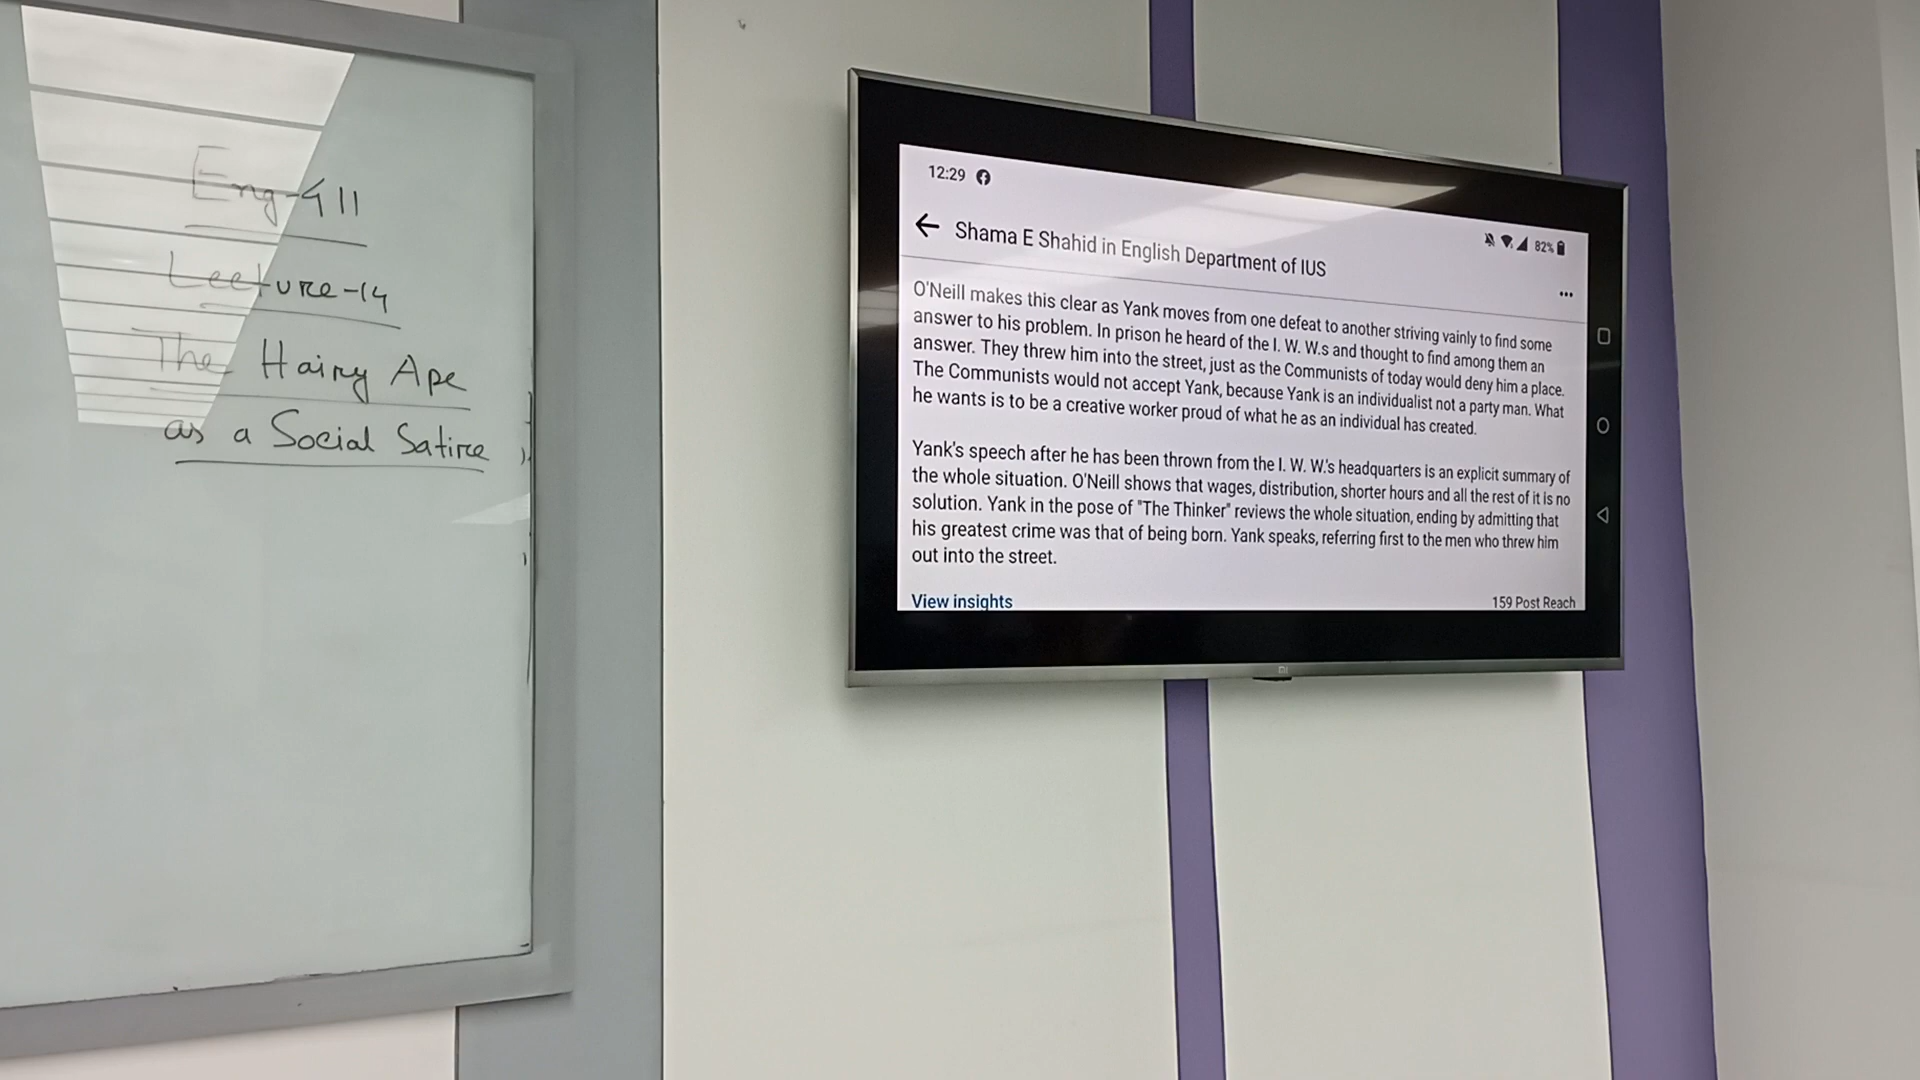 Eng-411
Lecture-14
The Hairy Ape
as a Social Satire
12:29
82%
Shama E Shahid in English Department of IUS
O'Neill makes this clear as Yank moves from one defeat to another striving vainly to find some
answer to his problem. In prison he heard of the I. W. W.s and thought to find among them an
answer. They threw him into the street, just as the Communists of today would deny him a place.
The Communists would not accept Yank, because Yank is an individualist not a party man. What
he wants is to be a creative worker proud of what he as an individual has created.
Yank's speech after he has been thrown from the I. W. W.'s headquarters is an explicit summary of
the whole situation. O'Neill shows that wages, distribution, shorter hours and all the rest of it is no
solution. Yank in the pose of "The Thinker" reviews the whole situation, ending by admitting that
his greatest crime was that of being born. Yank speaks, referring first to the men who threw him
out into the street.
View insights
159 Post Reach
mi